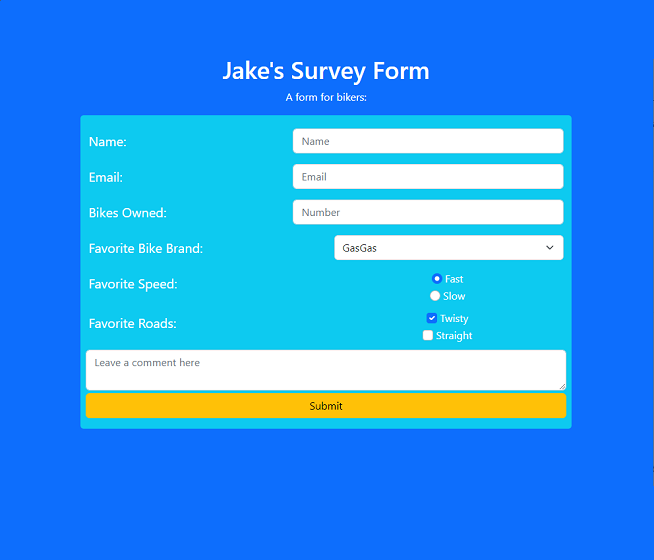 Jake's Survey Form
A form for bikers:
Name: Name
Email: Email
Bikes Owned: Number
Favorite Bike Brand: GasGas
Favorite Speed: Fast
Slow
Favorite Roads: Twisty
Straight
Leave a comment here
Submit